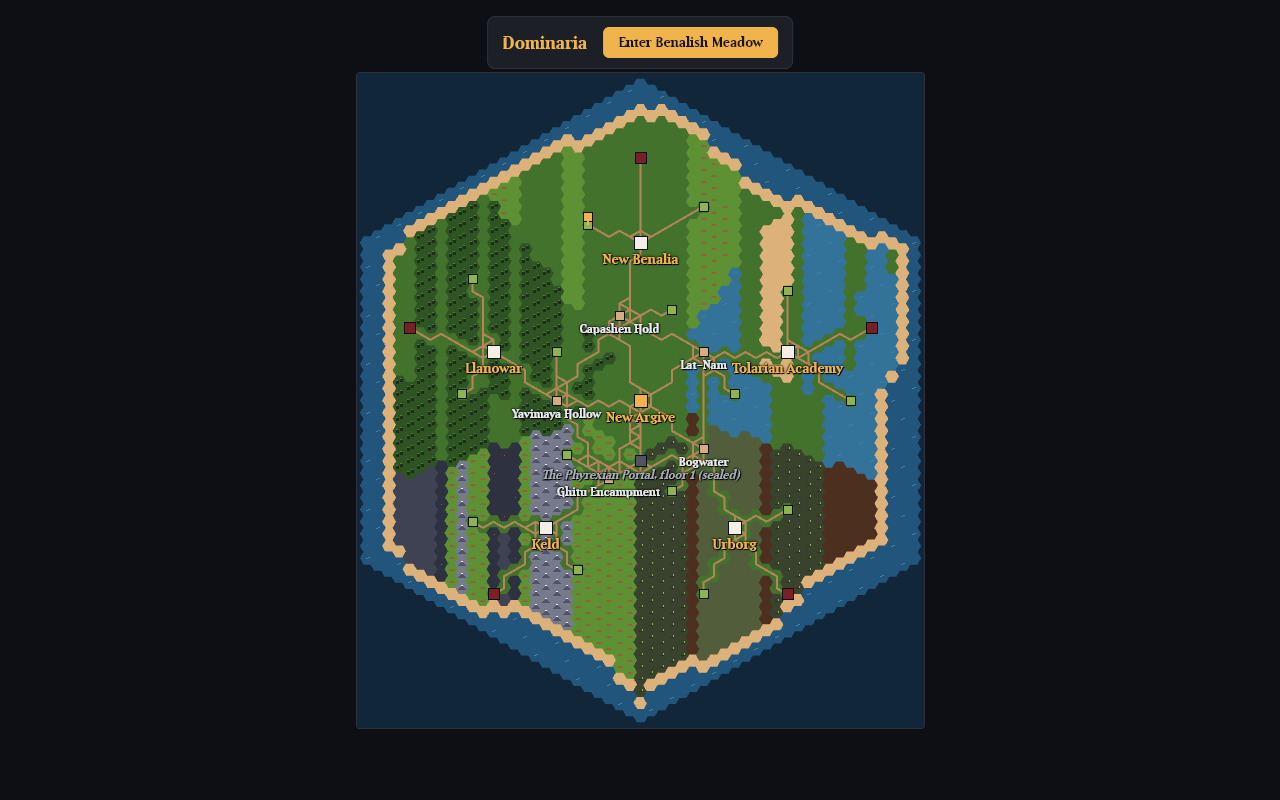 Dominaria
Enter Benalish Meadow
New Benalia
Capashen Hold
Lat-Nam
Tolarian Academy
Llanowar
Yavimaya Hollow
New Argive
Bogwater
The Phyrexian Portal, floor 1 (sealed)
Ghitu Encampment
Keld
Urborg